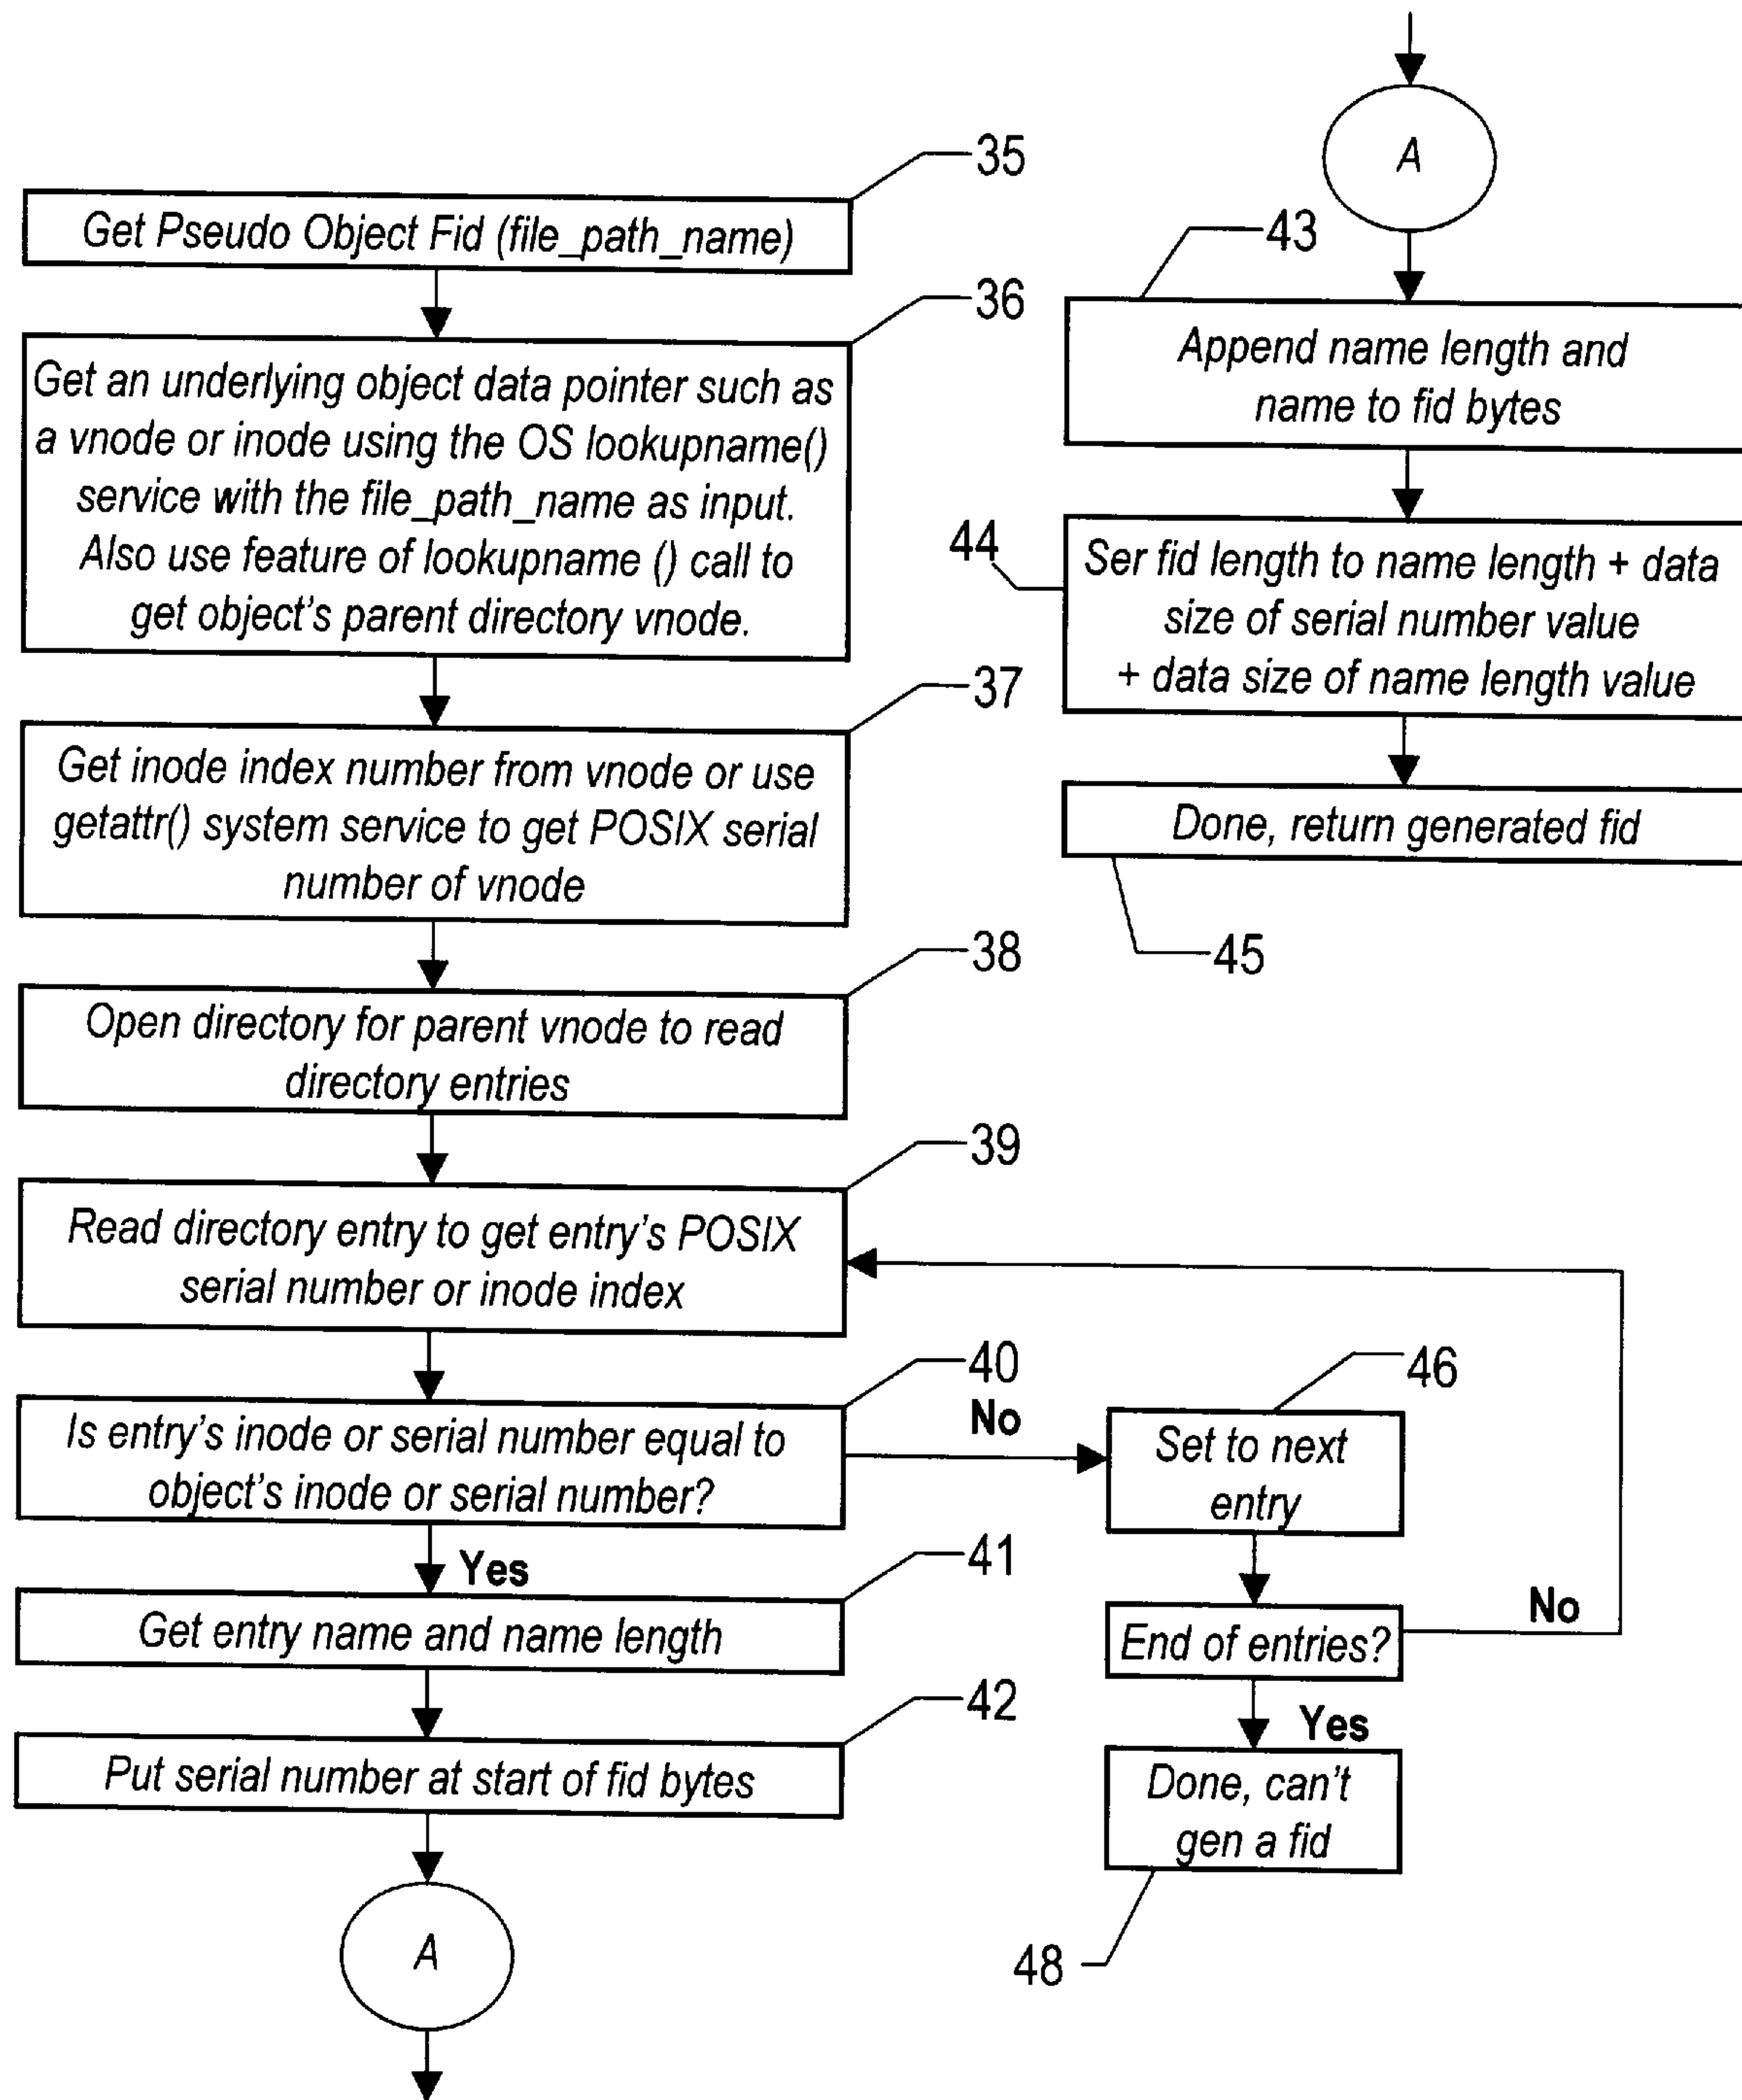 35
Get Pseudo Object Fid (file_path_name)
36
Get an underlying object data pointer such as
a vnode or inode using the OS lookupname()
service with the file_path_name as input.
Also use feature of lookupname () call to
get object's parent directory vnode.
37
Get inode index number from vnode or use
getattr() system service to get POSIX serial
number of vnode
38
Open directory for parent vnode to read
directory entries
39
Read directory entry to get entry's POSIX
serial number or inode index
40
Is entry's inode or serial number equal to
object's inode or serial number?
No
46
Set to next
entry
End of entries?
No
Yes
Done, can't
gen a fid
48
Yes
41
Get entry name and name length
42
Put serial number at start of fid bytes
A
A
43
Append name length and
name to fid bytes
44
Ser fid length to name length + data
size of serial number value
+ data size of name length value
Done, return generated fid
45